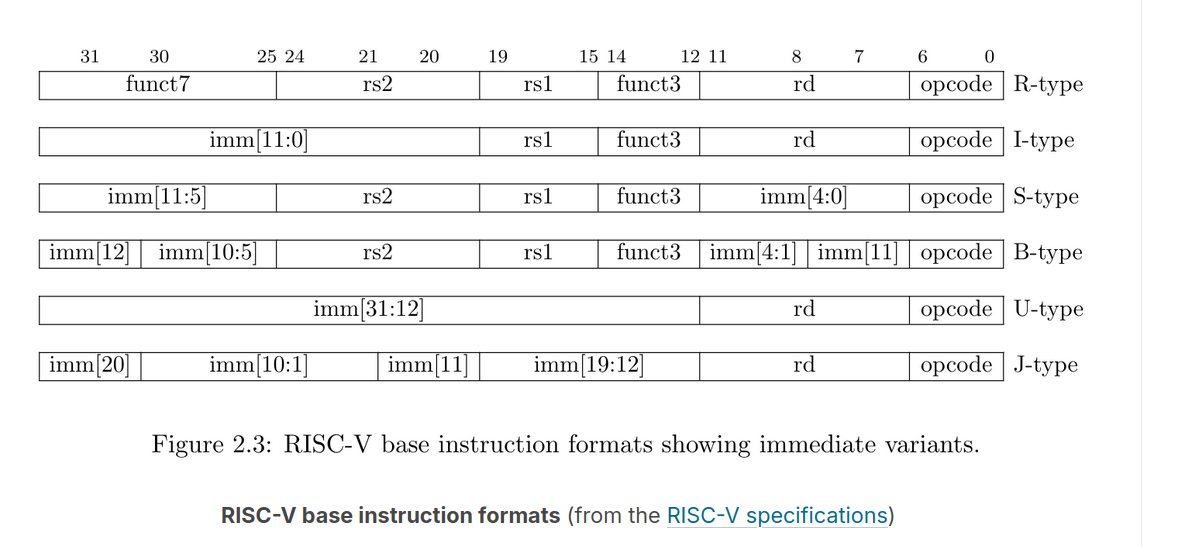 31 30 25 24 21 20 19 15 14 12 11 8 7 6 0
funct7 rs2 rs1 funct3 rd opcode R-type
imm[11:0] rs1 funct3 rd opcode I-type
imm[11:5] rs2 rs1 funct3 imm[4:0] opcode S-type
imm[12] imm[10:5] rs2 rs1 funct3 imm[4:1] imm[11] opcode B-type
imm[31:12] rd opcode U-type
imm[20] imm[10:1] imm[11] imm[19:12] rd opcode J-type
Figure 2.3: RISC-V base instruction formats showing immediate variants.
RISC-V base instruction formats (from the RISC-V specifications)